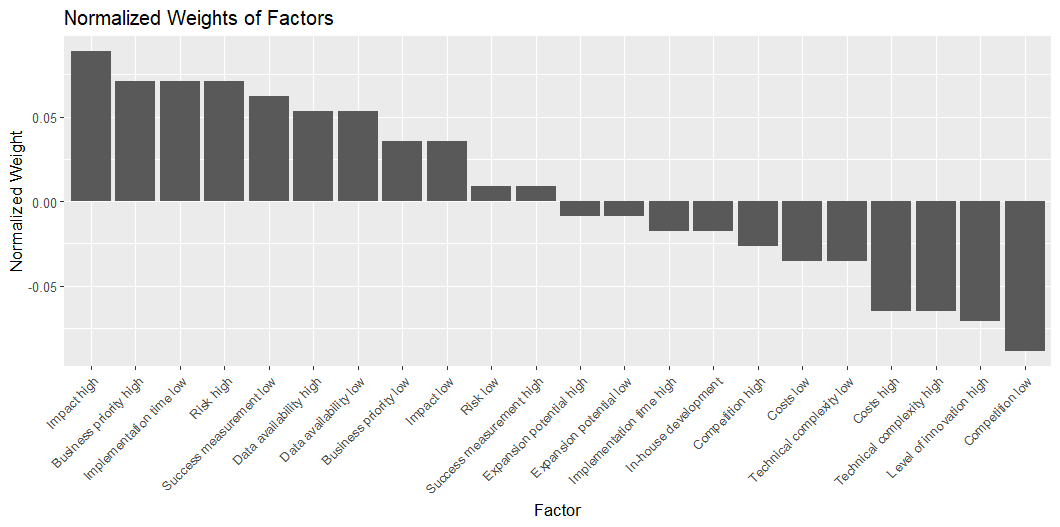 Normalized Weights of Factors
Normalized Weight
0.05
0.00
-0.05
Impact high
Business priority high
Implementation time low
Risk high
Success measurement low
Data availability high
Data availability low
Business priority low
Impact low
Risk low
Success measurement high
Expansion potential high
Expansion potential low
Implementation time high
In-house development
Competition high
Costs low
Technical complexity low
Costs high
Technical complexity high
Level of innovation high
Competition low
Factor